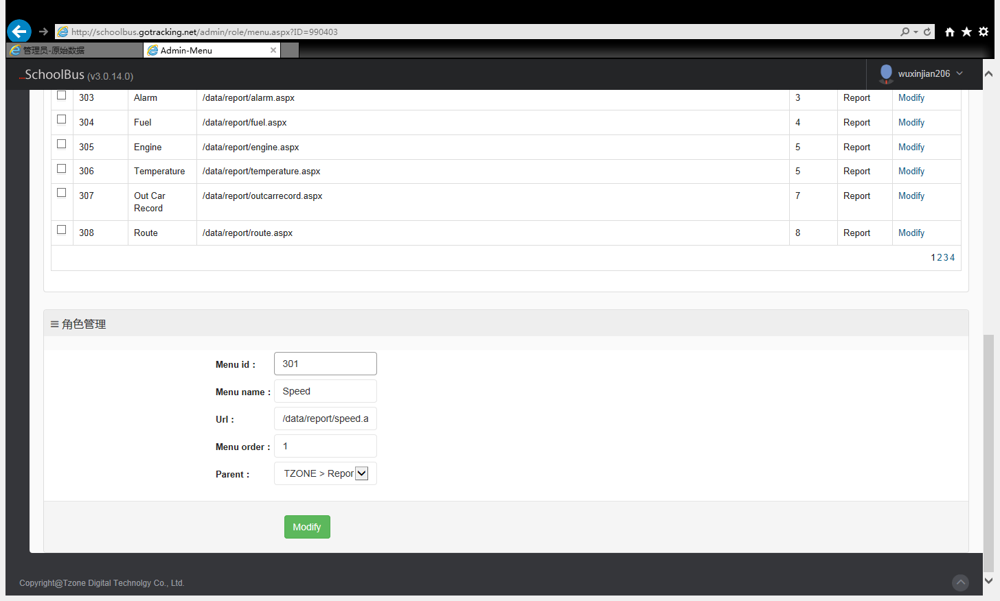 http://schoolbus.gotracking.net/admin/role/menu.aspx?ID=990403
管理员-原始数据 Admin-Menu
...SchoolBus (v3.0.14.0) wuxinjian206
303 Alarm /data/report/alarm.aspx 3 Report Modify
304 Fuel /data/report/fuel.aspx 4 Report Modify
305 Engine /data/report/engine.aspx 5 Report Modify
306 Temperature /data/report/temperature.aspx 5 Report Modify
307 Out Car /data/report/outcarrecord.aspx 7 Report Modify
Record
308 Route /data/report/route.aspx 8 Report Modify
1 2 3 4
角色管理
Menu id : 301
Menu name : Speed
Url : /data/report/speed.a
Menu order : 1
Parent : TZONE > Repor
Modify
Copyright@Tzone Digital Technolgy Co., Ltd.